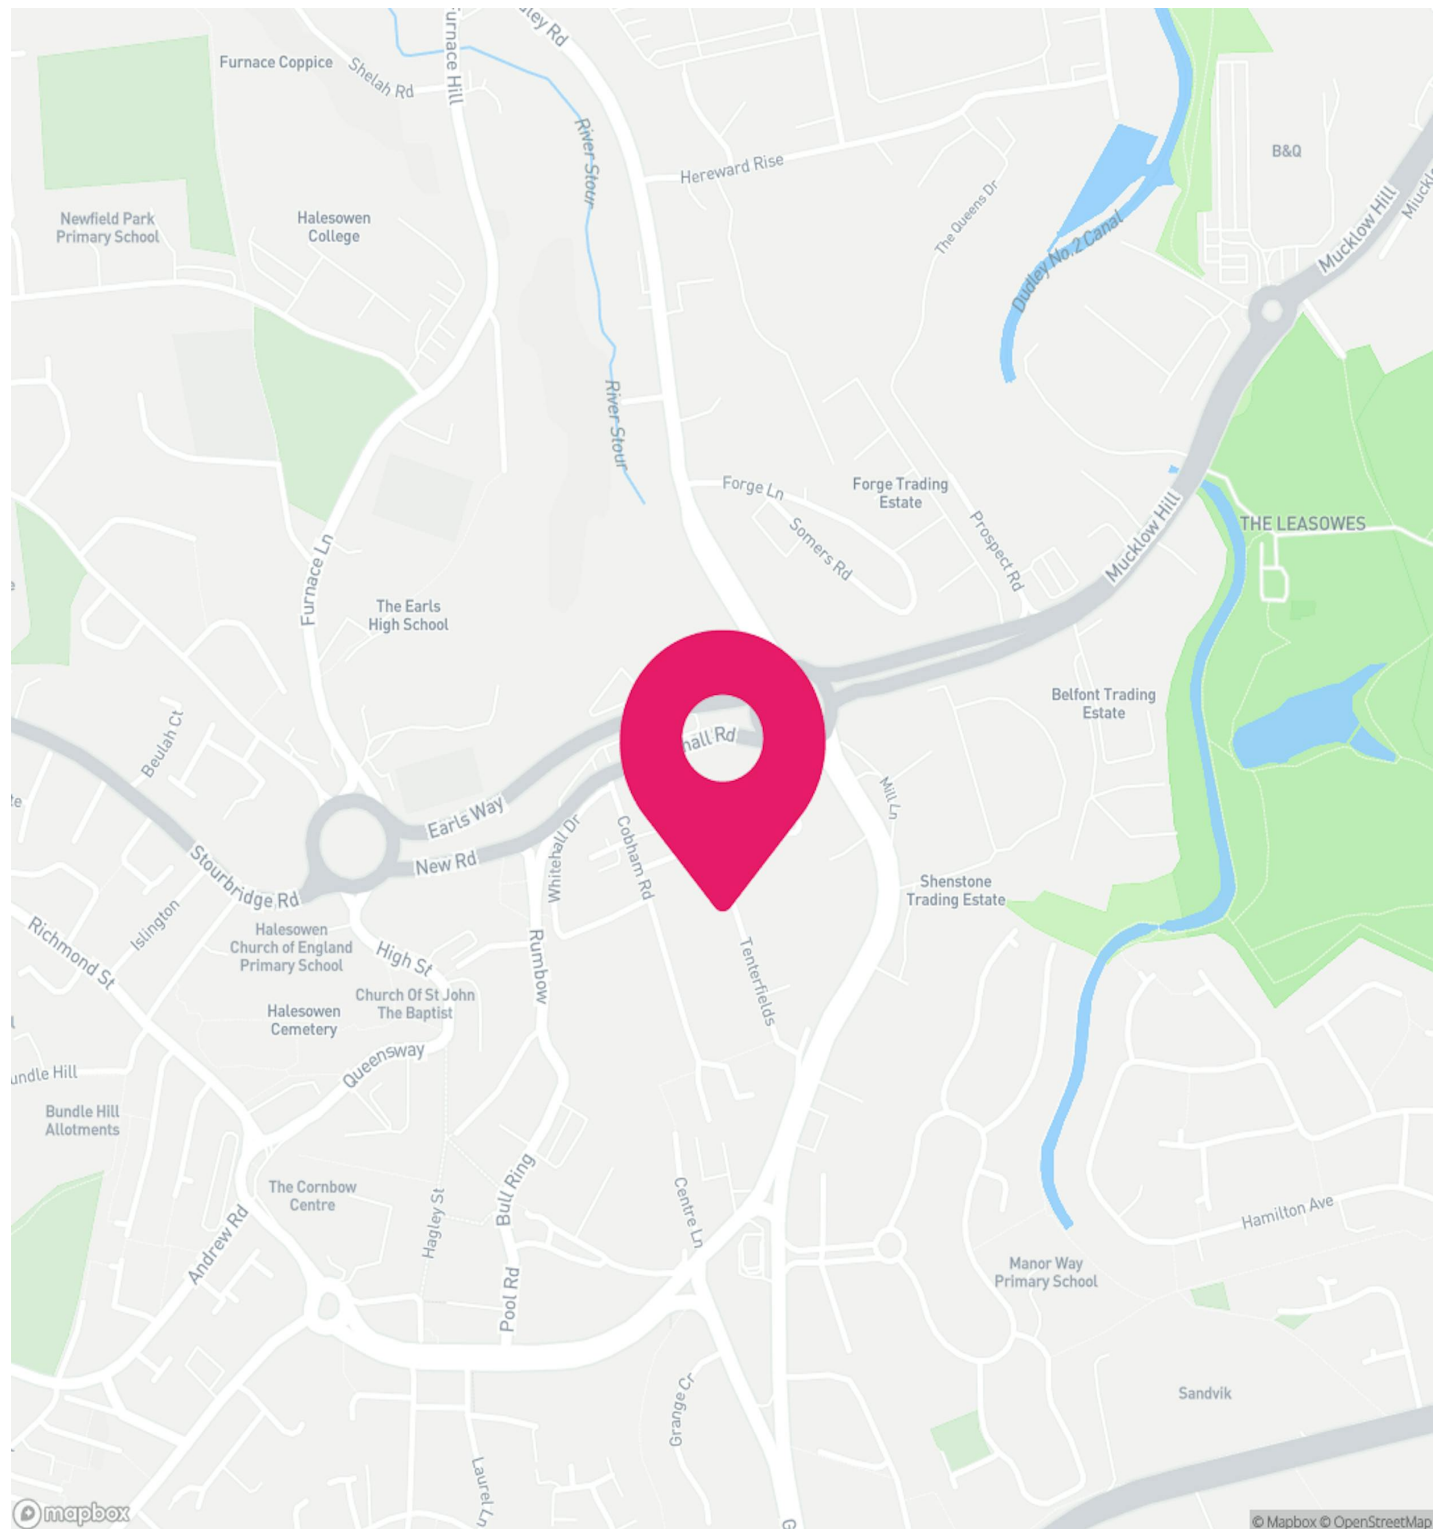 Furnace Coppice
Shelah Rd
Furnace Hill
River Stour
Hereward Rise
The Queens Dr
Dudley No.2 Canal
B&Q
Mucklow Hill
Newfield Park
Primary School
Halesowen
College
River Stour
Forge Ln
Somers Rd
Forge Trading
Estate
Prospect Rd
Mucklow Hill
THE LEASOWES
Furnace Ln
The Earls
High School
Belfont Trading
Estate
Beulah Ct
hall Rd
Mill Ln
Earls Way
New Rd
Whitehall Dr
Cobham Rd
Stourbridge Rd
Islington
Shenstone
Trading Estate
Richmond St
Halesowen
Church of England
Primary School
High St
Rumbow
Tenterfields
Church Of St John
The Baptist
Halesowen
Cemetery
Queensway
undle Hill
Bundle Hill
Allotments
The Cornbow
Centre
Hagley St
Bull Ring
Centre Ln
Hamilton Ave
Andrew Rd
Pool Rd
Manor Way
Primary School
Grange Cr
Sandvik
Laurel Ln
mapbox
© Mapbox © OpenStreetMap